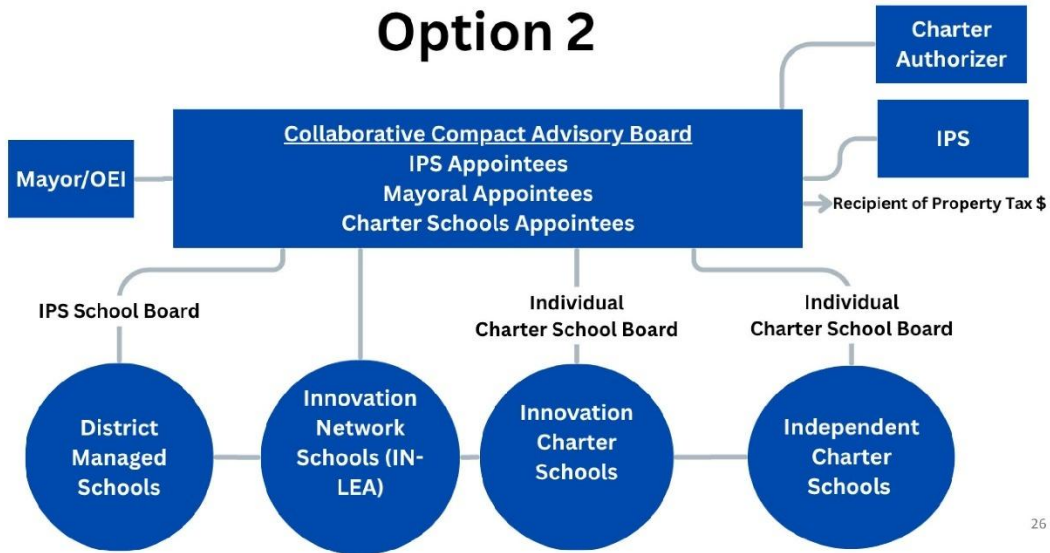 Option 2
Charter
Authorizer
IPS
Recipient of Property Tax $
Mayor/OEI
Collaborative Compact Advisory Board
IPS Appointees
Mayoral Appointees
Charter Schools Appointees
IPS School Board
Individual
Charter School Board
Individual
Charter School Board
District
Managed
Schools
Innovation
Network
Schools (IN-
LEA)
Innovation
Charter
Schools
Independent
Charter
Schools
26